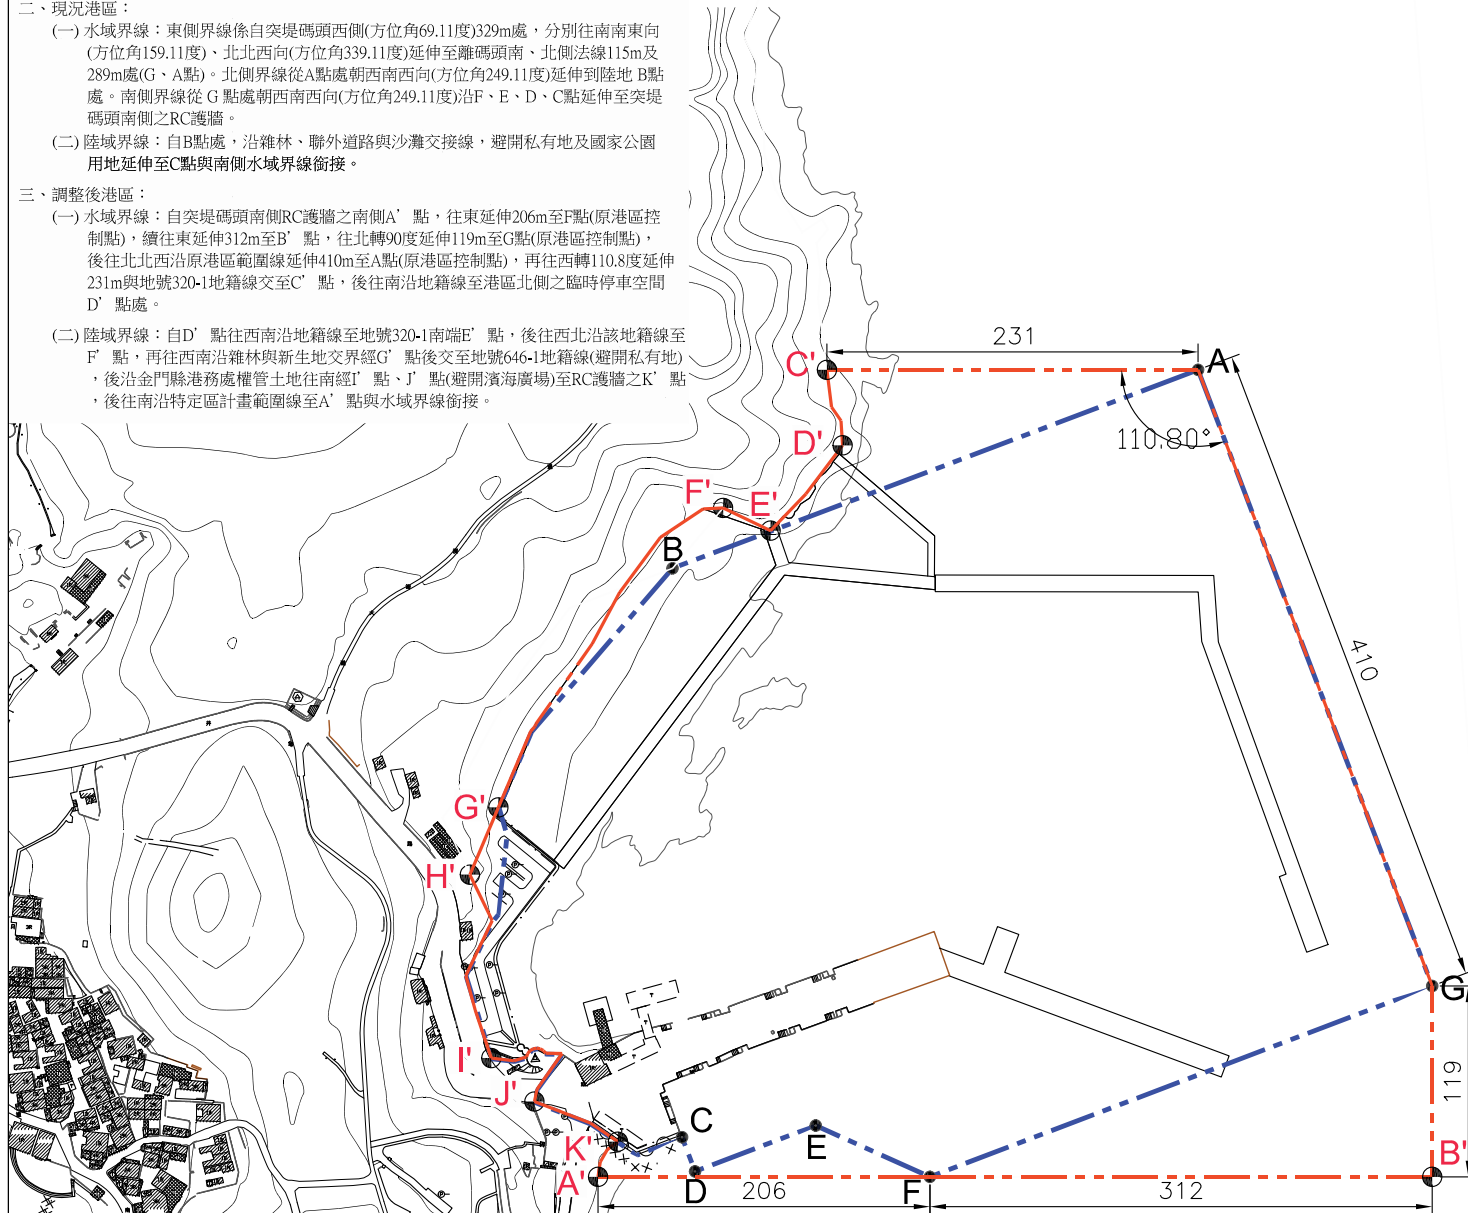 二、現況港區：
(一) 水域界線：東側界線係自突堤碼頭西側(方位角69.11度)329m處，分別往南南東向
(方位角159.11度)、北北西向(方位角339.11度)延伸至離碼頭南、北側法線115m及
289m處(G、A點)。北側界線從A點處朝西南西向(方位角249.11度)延伸到陸地 B點
處。南側界線從 G 點處朝西南西向(方位角249.11度)沿F、E、D、C點延伸至突堤
碼頭南側之RC護牆。
(二) 陸域界線：自B點處，沿雜林、聯外道路與沙灘交接線，避開私有地及國家公園
用地延伸至C點與南側水域界線銜接。
三、調整後港區：
(一) 水域界線：自突堤碼頭南側RC護牆之南側A’ 點，往東延伸206m至F點(原港區控
制點)，續往東延伸312m至B’ 點，往北轉90度延伸119m至G點(原港區控制點)，
後往北北西沿原港區範圍線延伸410m至A點(原港區控制點)，再往西轉110.8度延伸
231m與地號320-1地籍線交至C’ 點，後往南沿地籍線至港區北側之臨時停車空間
D’ 點處。
(二) 陸域界線：自D’ 點往西南沿地籍線至地號320-1南端E’ 點，後往西北沿該地籍線至
F’ 點，再往西南沿雜林與新生地交界經G’ 點後交至地號646-1地籍線(避開私有地)
，後沿金門縣港務處權管土地往南經I’ 點、J’ 點(避開濱海廣場)至RC護牆之K’ 點
，後往南沿特定區計畫範圍線至A’ 點與水域界線銜接。
231
C'
A
110.80°
D'
F'
E'
B
410
G'
H'
G
I'
J'
119
C
E
K'
A'
D
F
B'
206
312